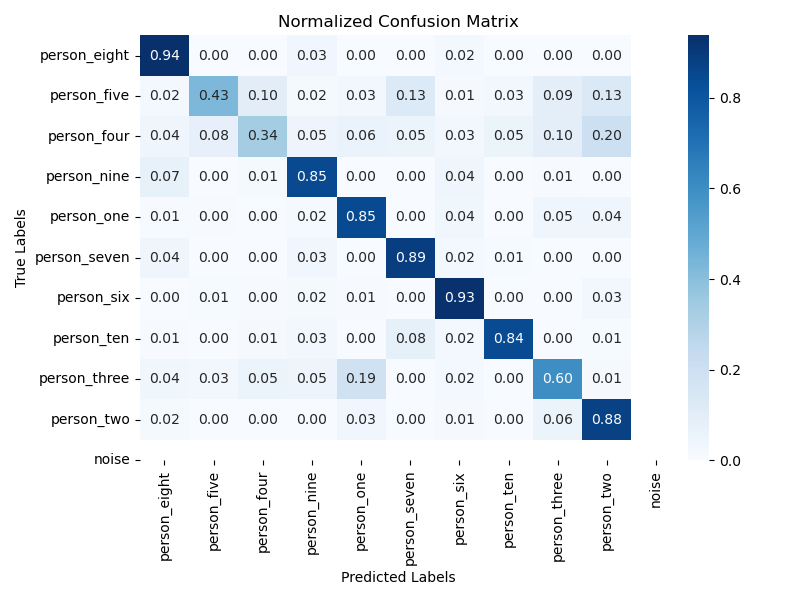 Normalized Confusion Matrix
True Labels
person_eight 0.94 0.00 0.00 0.03 0.00 0.00 0.02 0.00 0.00 0.00
person_five 0.02 0.43 0.10 0.02 0.03 0.13 0.01 0.03 0.09 0.13
person_four 0.04 0.08 0.34 0.05 0.06 0.05 0.03 0.05 0.10 0.20
person_nine 0.07 0.00 0.01 0.85 0.00 0.00 0.04 0.00 0.01 0.00
person_one 0.01 0.00 0.00 0.02 0.85 0.00 0.04 0.00 0.05 0.04
person_seven 0.04 0.00 0.00 0.03 0.00 0.89 0.02 0.01 0.00 0.00
person_six 0.00 0.01 0.00 0.02 0.01 0.00 0.93 0.00 0.00 0.03
person_ten 0.01 0.00 0.01 0.03 0.00 0.08 0.02 0.84 0.00 0.01
person_three 0.04 0.03 0.05 0.05 0.19 0.00 0.02 0.00 0.60 0.01
person_two 0.02 0.00 0.00 0.00 0.03 0.00 0.01 0.00 0.06 0.88
noise
person_eight person_five person_four person_nine person_one person_seven person_six person_ten person_three person_two noise
Predicted Labels
0.8
0.6
0.4
0.2
0.0